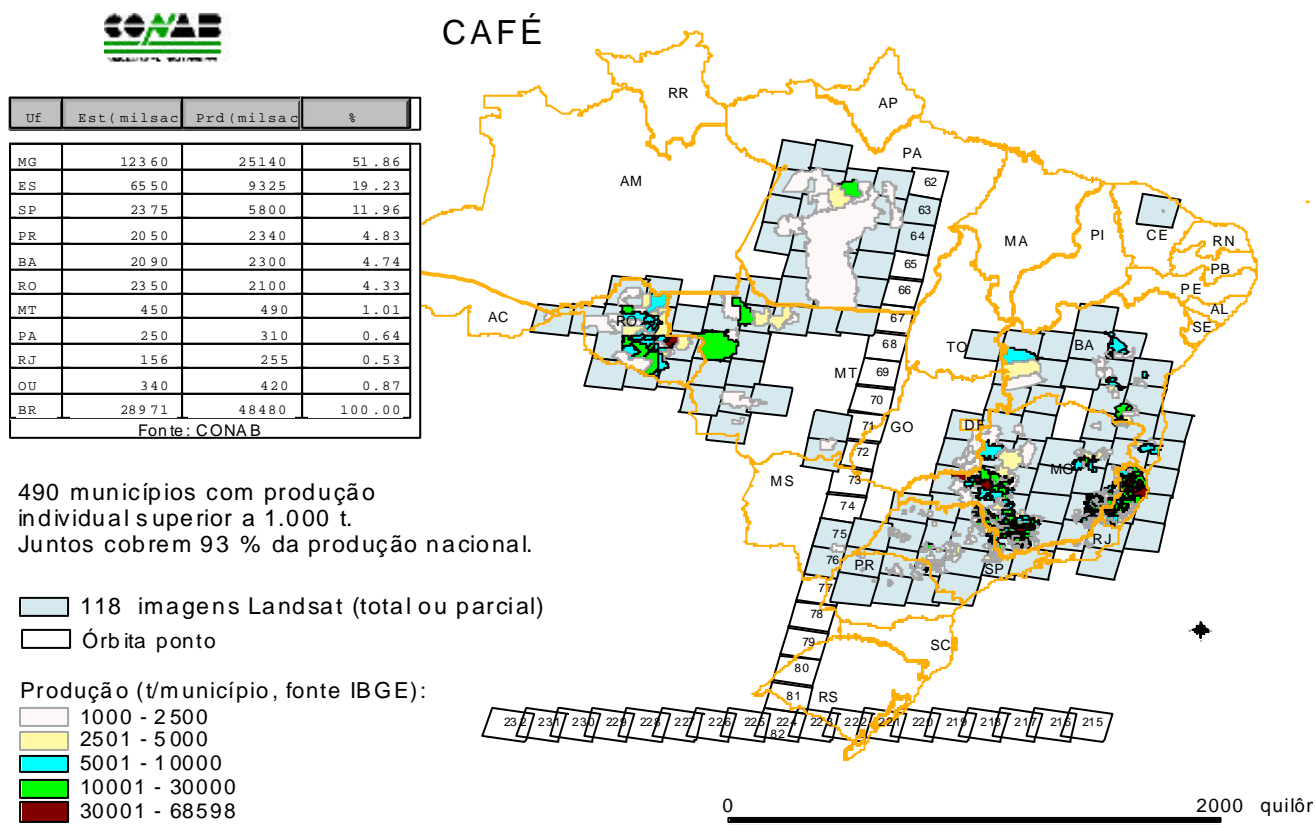 CONAB
CAFÉ
Uf Est(milsac Prd(milsac %
MG 12360 25140 51.86
ES 6550 9325 19.23
SP 2375 5800 11.96
PR 2050 2340 4.83
BA 2090 2300 4.74
RO 2350 2100 4.33
MT 450 490 1.01
PA 250 310 0.64
RJ 156 255 0.53
OU 340 420 0.87
BR 28971 48480 100.00
Fonte: CONAB
490 municípios com produção
individual superior a 1.000 t.
Juntos cobrem 93 % da produção nacional.
118 imagens Landsat (total ou parcial)
Órbita ponto
Produção (t/município, fonte IBGE):
1000 - 2500
2501 - 5000
5001 - 10000
10001 - 30000
30001 - 68598
RR
AP
AM
PA
62
63
64
65
66
67
68
69
70
71
72
73
74
75
76
77
78
79
80
81
82
MA
PI
CE
RN
PB
PE
AL
SE
AC
RO
TO
BA
MT
GO
DF
MG
MS
RJ
SP
PR
SC
RS
232 231 230 229 228 227 226 225 224 223 222 221 220 219 218 217 216 215
0 2000 quilôr